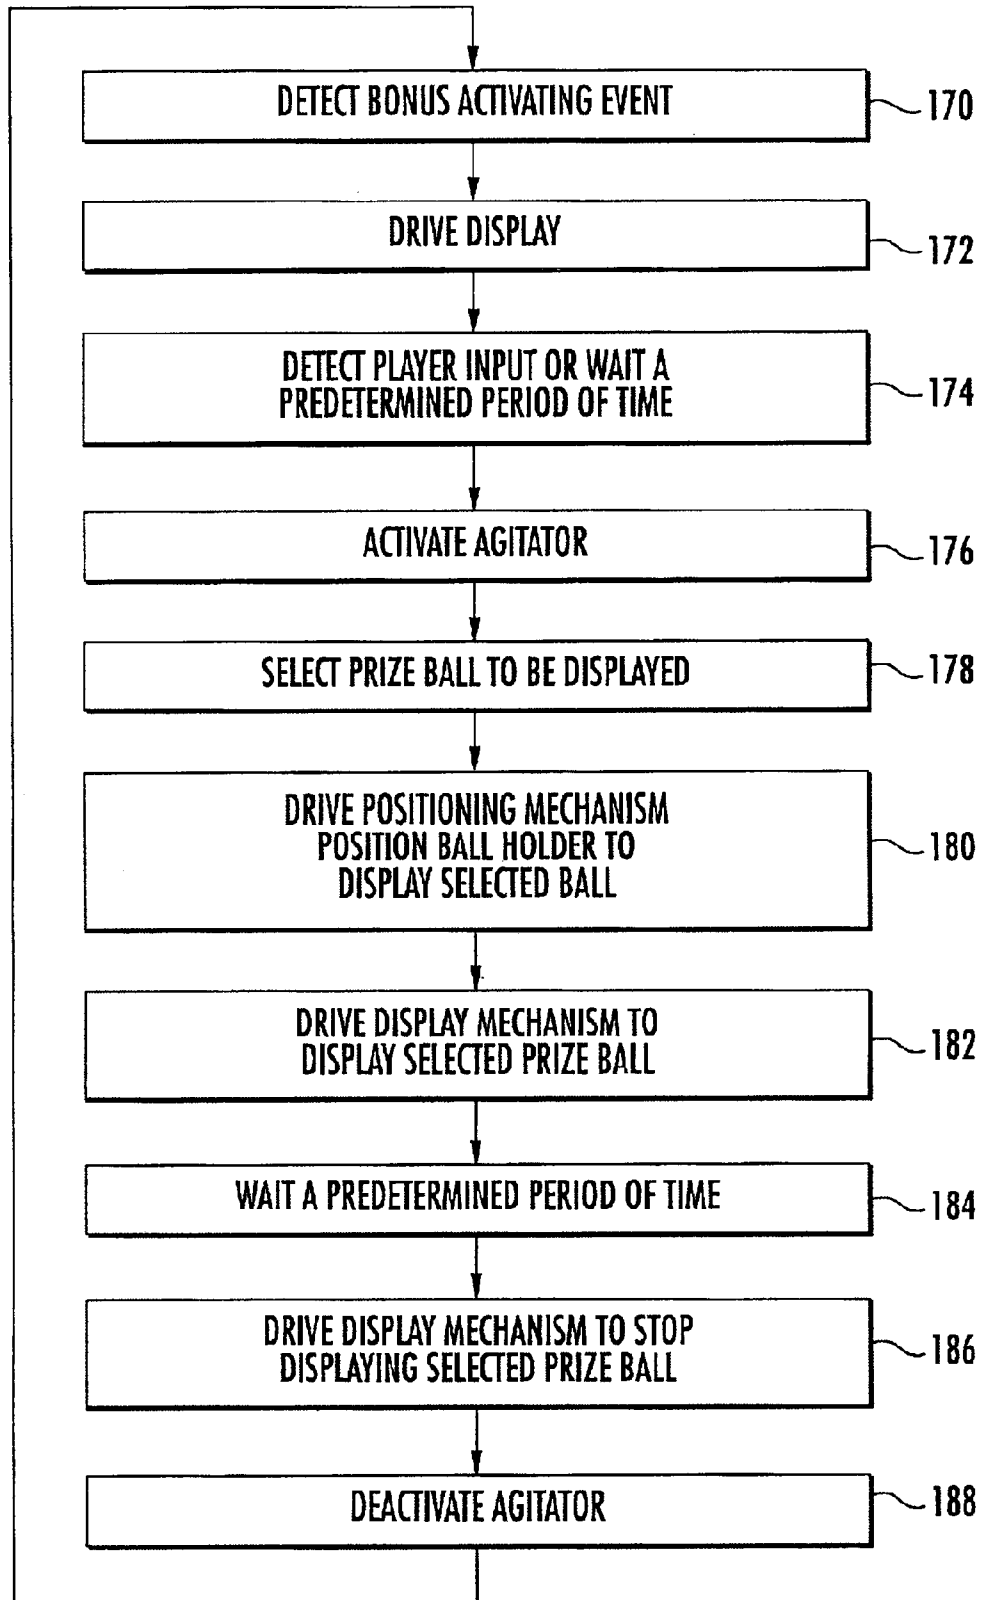 DETECT BONUS ACTIVATING EVENT
170
DRIVE DISPLAY
172
DETECT PLAYER INPUT OR WAIT A
PREDETERMINED PERIOD OF TIME
174
ACTIVATE AGITATOR
176
SELECT PRIZE BALL TO BE DISPLAYED
178
DRIVE POSITIONING MECHANISM
POSITION BALL HOLDER TO
DISPLAY SELECTED BALL
180
DRIVE DISPLAY MECHANISM TO
DISPLAY SELECTED PRIZE BALL
182
WAIT A PREDETERMINED PERIOD OF TIME
184
DRIVE DISPLAY MECHANISM TO STOP
DISPLAYING SELECTED PRIZE BALL
186
DEACTIVATE AGITATOR
188